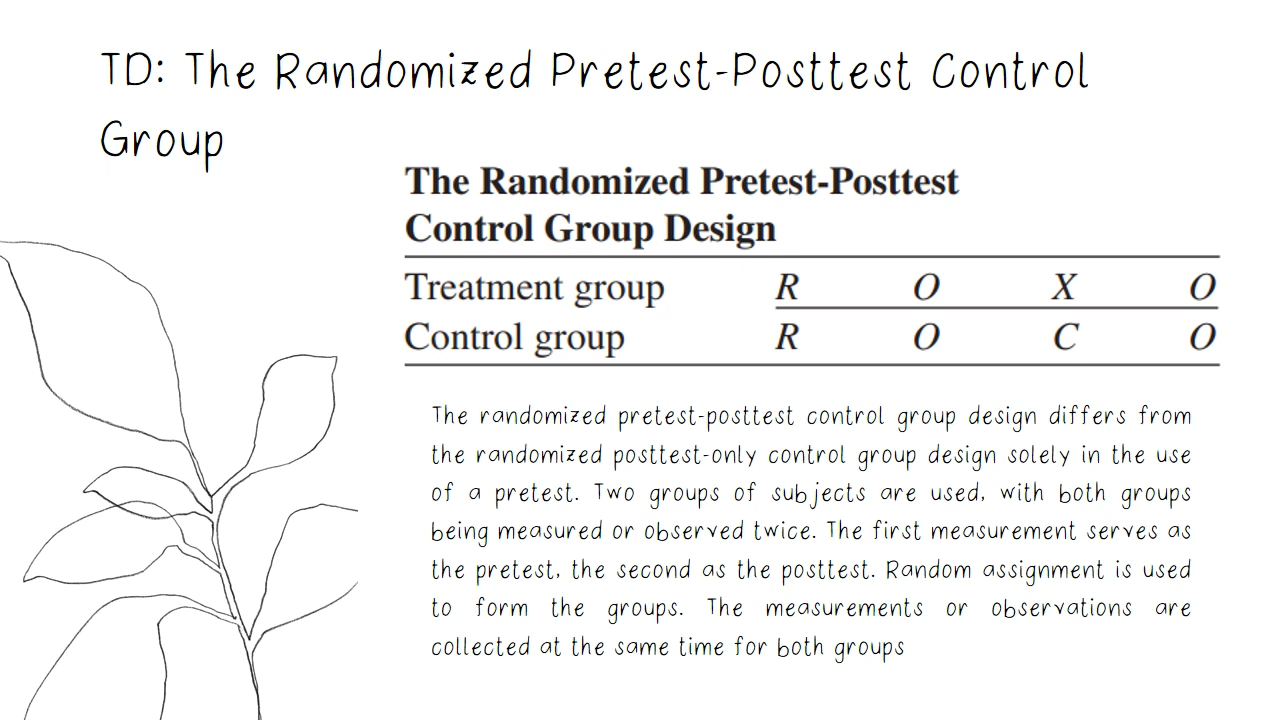 TD: The Randomized Pretest-Posttest Control
Group
The Randomized Pretest-Posttest
Control Group Design
Treatment group R O X O
Control group R O C O
The randomized pretest-posttest control group design differs from
the randomized posttest-only control group design solely in the use
of a pretest. Two groups of subjects are used, with both groups
being measured or observed twice. The first measurement serves as
the pretest, the second as the posttest. Random assignment is used
to form the groups. The measurements or observations are
collected at the same time for both groups